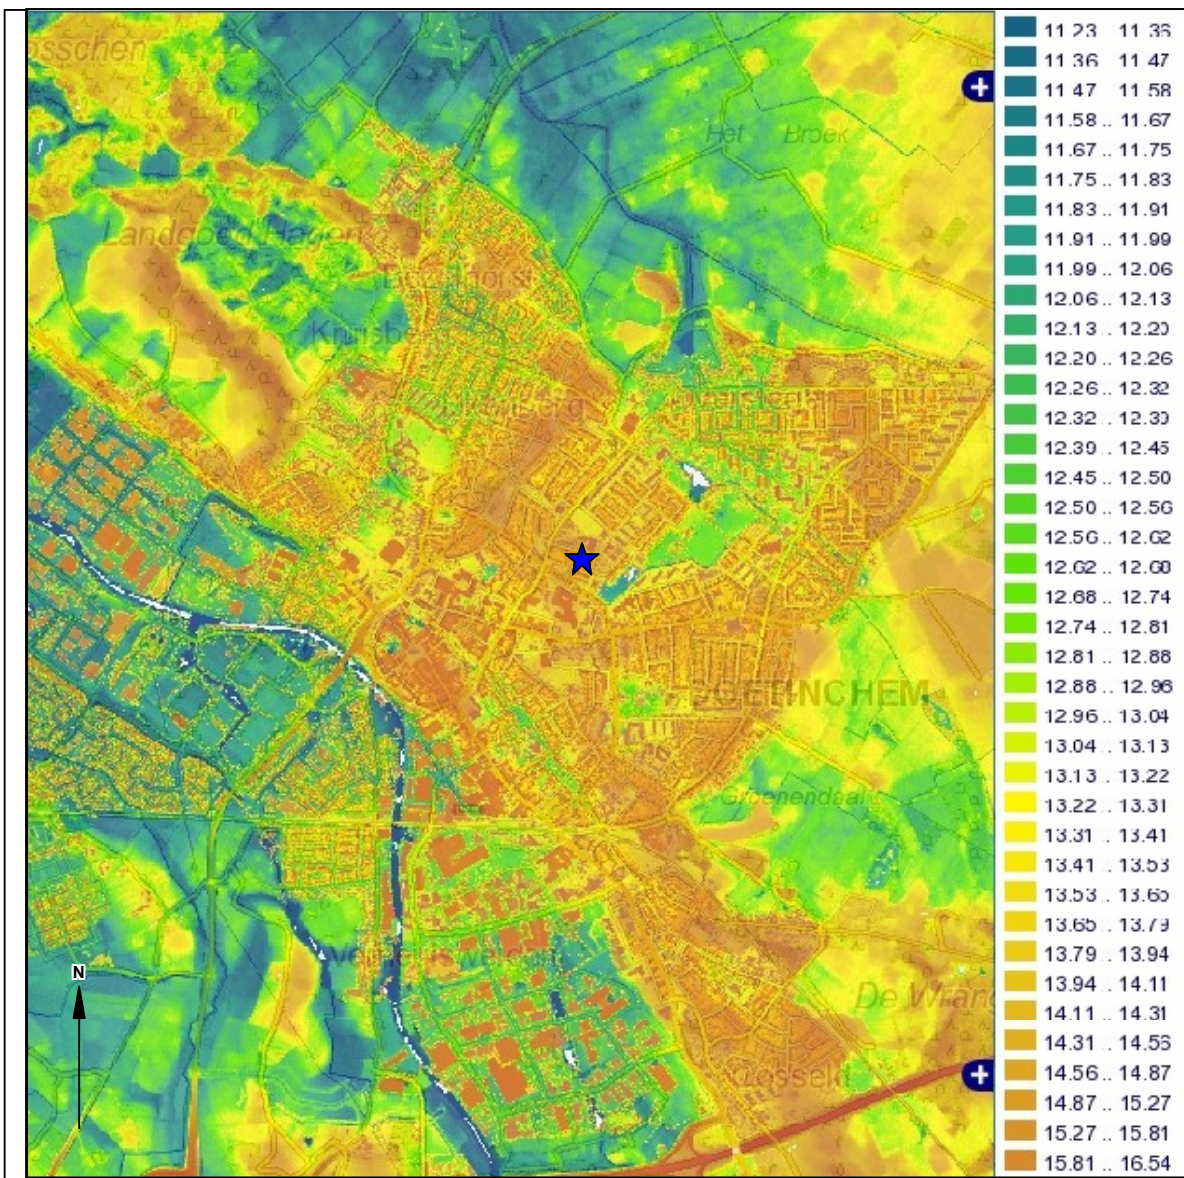 osschen
Het Broek
Landgoed Hagen
DOETINCHEM
Groenendaal
De Wran
N
11 23 11 36
11 36 11 47
11 47 11 58
11.58 .. 11.67
11.67 .. 11.75
11.75 .. 11.83
11.83 .. 11.91
11.91 .. 11.99
11.99 .. 12.06
12.06 .. 12.13
12.13 .. 12.20
12.20 .. 12.26
12.26 .. 12.32
12.32 .. 12.39
12.39 .. 12.45
12.45 .. 12.50
12.50 .. 12.56
12.56 .. 12.62
12.62 .. 12.68
12.68 .. 12.74
12.74 .. 12.81
12.81 .. 12.88
12.88 .. 12.96
12.96 .. 13.04
13.04 .. 13.13
13.13 .. 13.22
13.22 .. 13.31
13.31 .. 13.41
13.41 .. 13.53
13.53 .. 13.65
13.65 .. 13.79
13.79 .. 13.94
13.94 .. 14.11
14.11 .. 14.31
14.31 .. 14.56
14.56 .. 14.87
14.87 .. 15.27
15.27 .. 15.81
15.81 .. 16.54